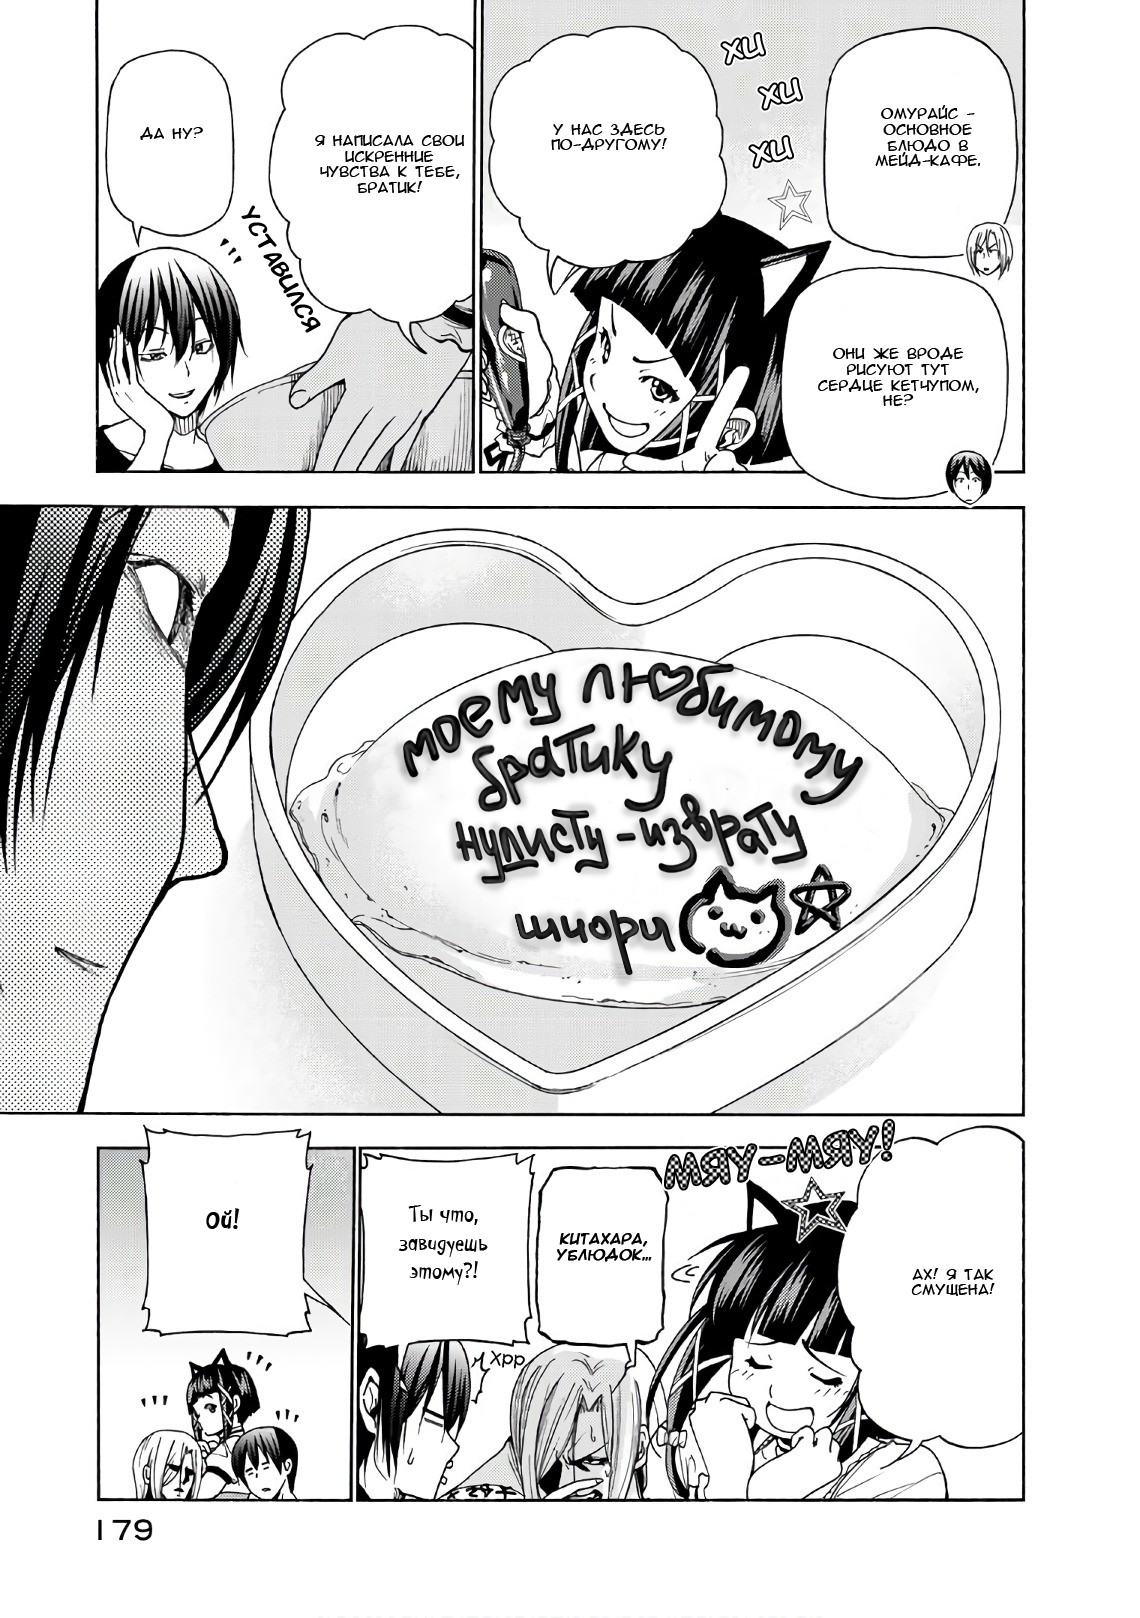 ОМУРАЙС -
ОСНОВНОЕ
БЛЮДО В
МЕЙД-КАФЕ.
ОНИ ЖЕ ВРОДЕ
РИСУЮТ ТУТ
СЕРДЦЕ КЕТЧУПОМ,
НЕ?
ХИ
ХИ
ХИ
У НАС ЗДЕСЬ
ПО-ДРУГОМУ!
Я НАПИСАЛА СВОИ
ИСКРЕННИЕ
ЧУВСТВА К ТЕБЕ,
БРАТИК!
УСТАВИЛСЯ
ДА НУ?
моему любимому
братику
нулисту-изврату
шиори
АХ! Я ТАК
СМУЩЕНА!
МЯУ-МЯУ!
КИТАХАРА,
УБЛЮДОК...
ХРР
Ты что,
завидуешь
этому?!
ОЙ!
179